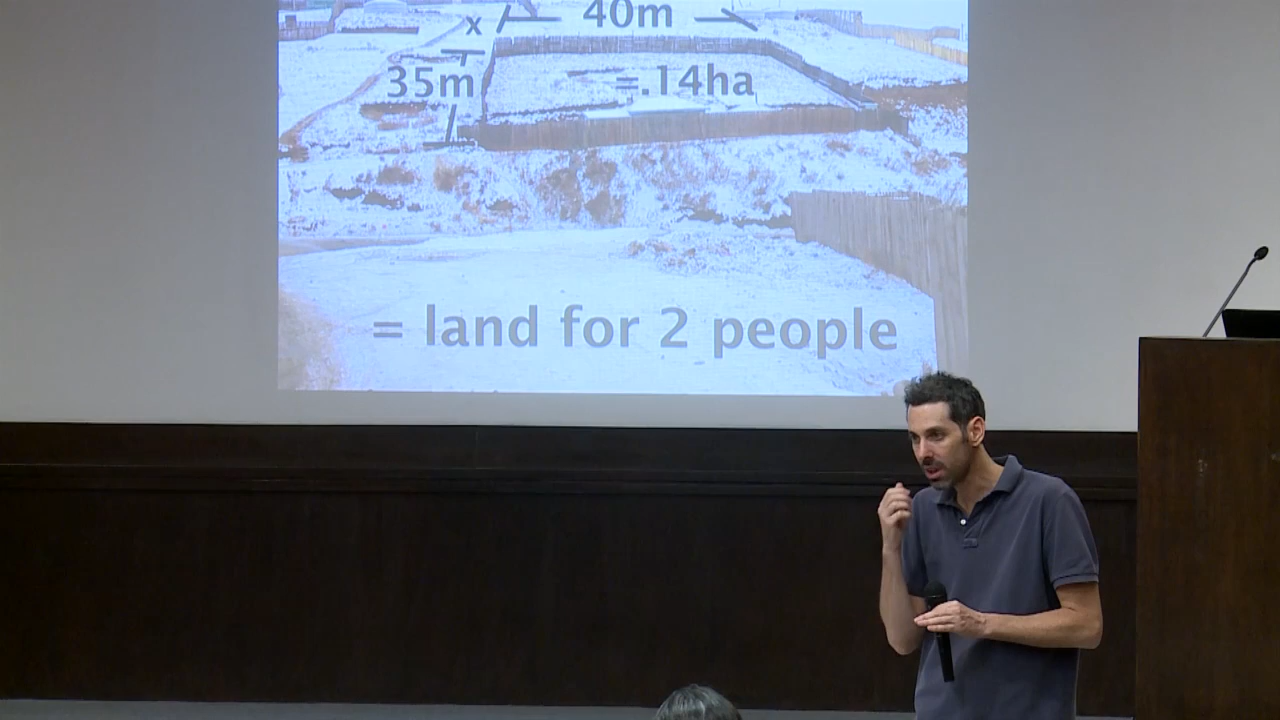 40m
x
35m
=.14ha
= land for 2 people